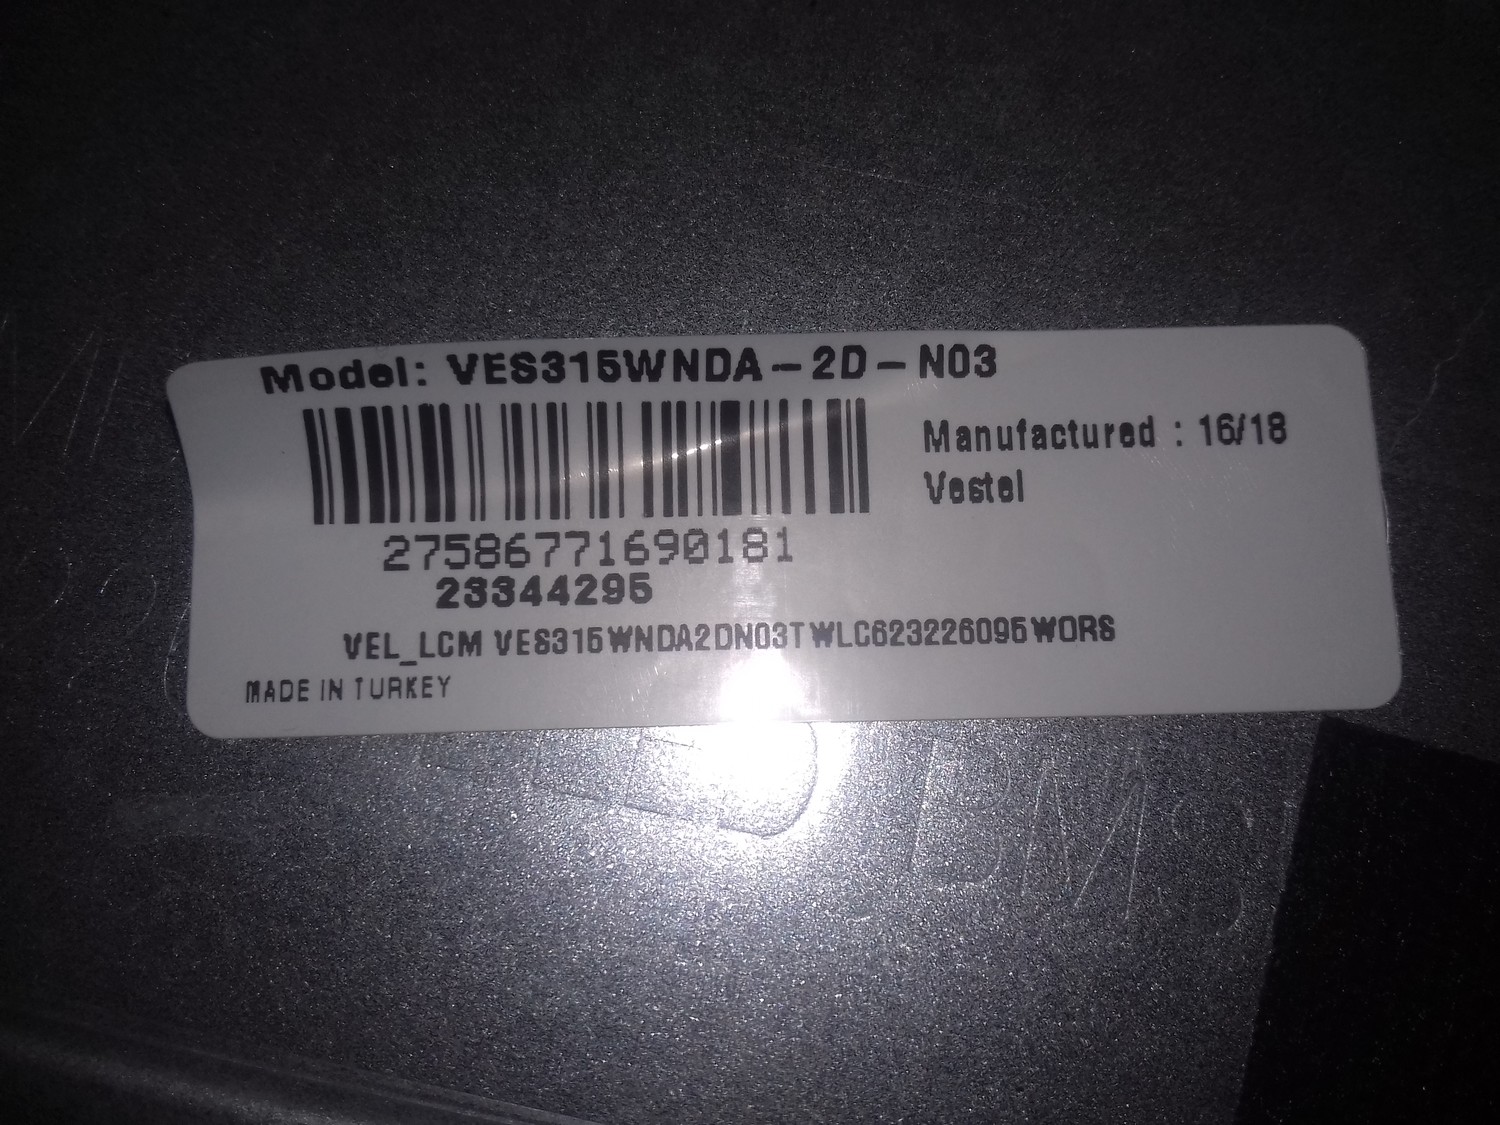 Model: VES315WNDA-2D-N03
Manufactured : 16/18
Vestel
27586771690181
23344295
VEL_LCM VES315WNDA2DN03TWLC623226095WORS
MADE IN TURKEY